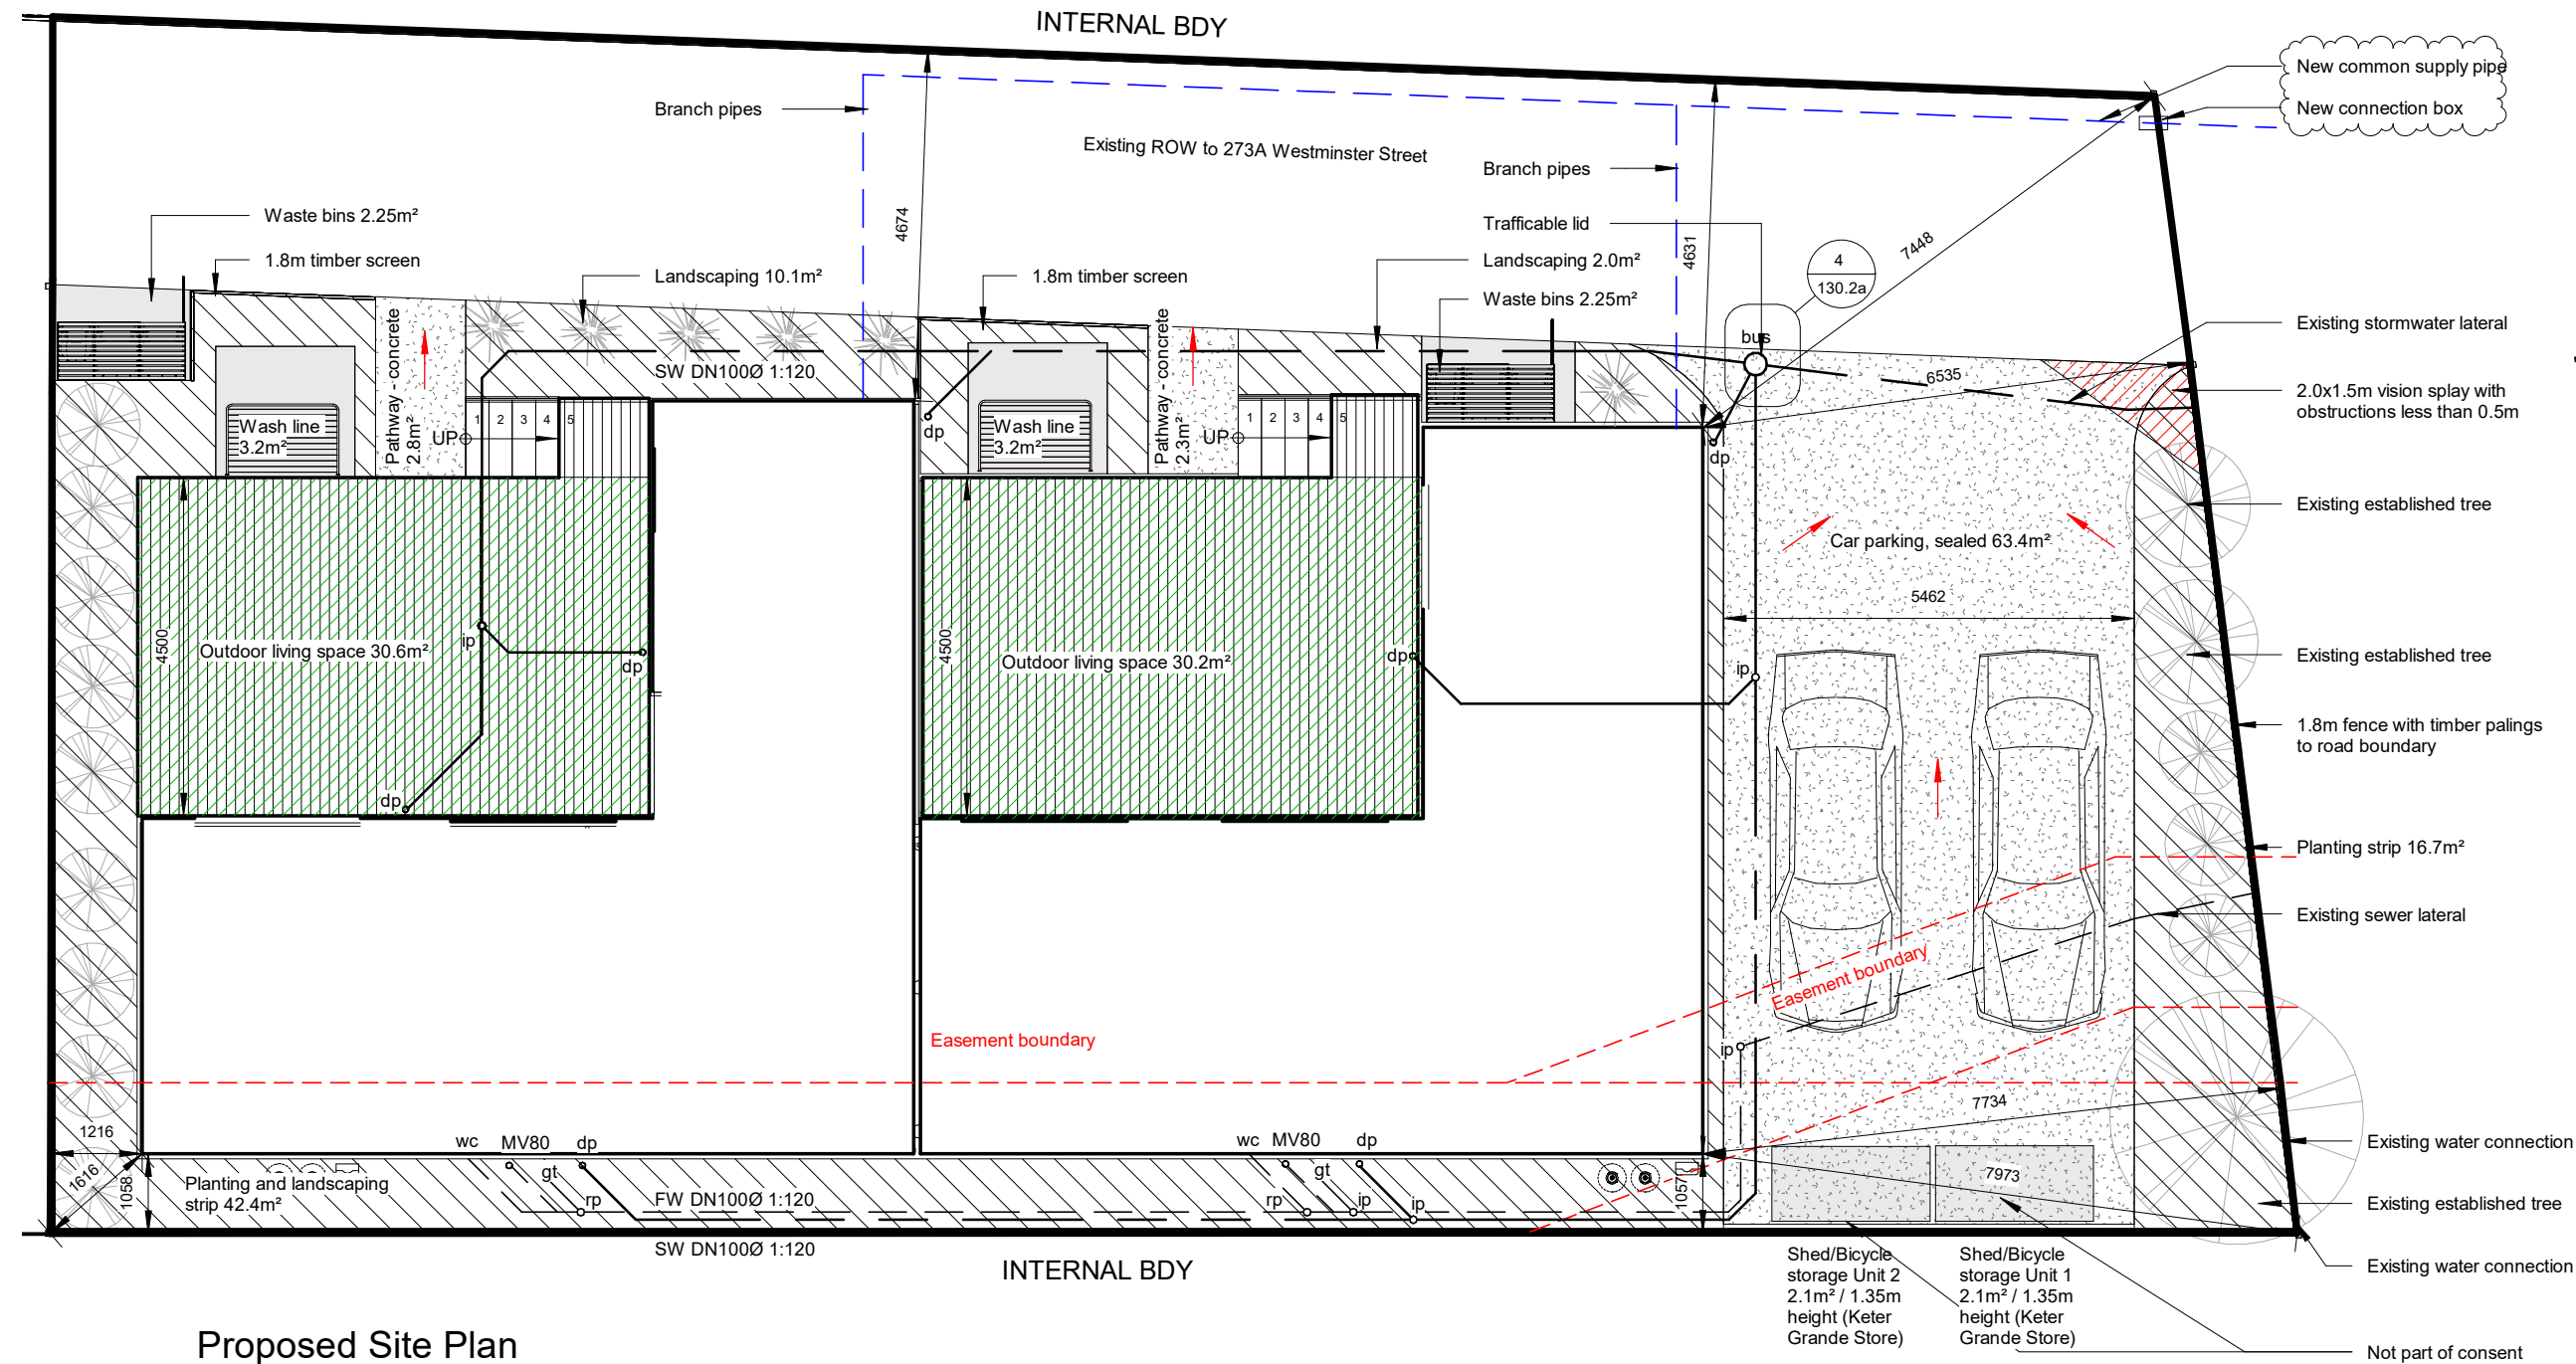 INTERNAL BDY
New common supply pipe
New connection box
Branch pipes
Existing ROW to 273A Westminster Street
Branch pipes
Waste bins 2.25m²
Trafficable lid
4674
4631
7448
4
130.2a
1.8m timber screen
Landscaping 10.1m²
1.8m timber screen
Landscaping 2.0m²
Waste bins 2.25m²
Existing stormwater lateral
bus
Pathway - concrete
2.8m²
SW DN100Ø 1:120
Pathway - concrete
2.3m²
6535
2.0x1.5m vision splay with
obstructions less than 0.5m
Wash line
3.2m²
UP
1 2 3 4 5
dp
Wash line
3.2m²
UP
1 2 3 4 5
dp
Existing established tree
Car parking, sealed 63.4m²
5462
4500
Outdoor living space 30.6m²
ip
dp
4500
Outdoor living space 30.2m²
dp
ip
Existing established tree
1.8m fence with timber palings
to road boundary
dp
Planting strip 16.7m²
Existing sewer lateral
Easement boundary
Easement boundary
ip
7734
1216
wc MV80 dp
wc MV80 dp
Existing water connection
1616
1058
Planting and landscaping
strip 42.4m²
gt
rp
FW DN100Ø 1:120
gt
rp
ip
ip
1057
7973
Existing established tree
SW DN100Ø 1:120
INTERNAL BDY
Shed/Bicycle
storage Unit 2
2.1m² / 1.35m
height (Keter
Grande Store)
Shed/Bicycle
storage Unit 1
2.1m² / 1.35m
height (Keter
Grande Store)
Existing water connection
Not part of consent
Proposed Site Plan